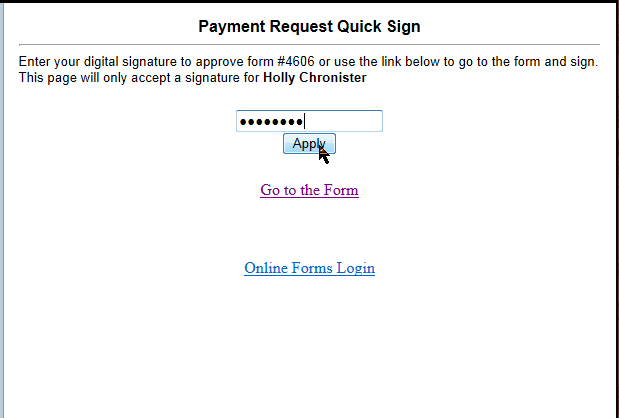 Payment Request Quick Sign
Enter your digital signature to approve form #4606 or use the link below to go to the form and sign.
This page will only accept a signature for Holly Chronister
●●●●●●●●
Apply
Go to the Form
Online Forms Login